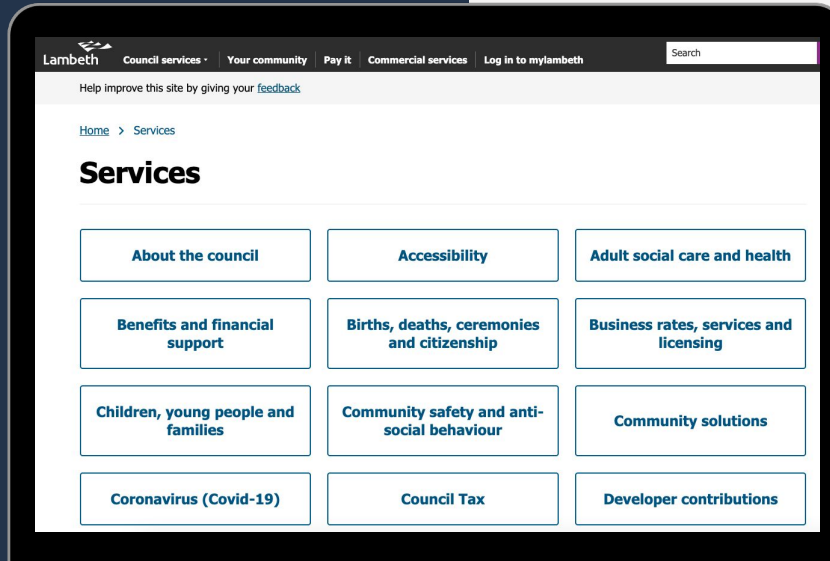 Lambeth
Council services
Your community
Pay it
Commercial services
Log in to mylambeth
Search
Help improve this site by giving your feedback
Home > Services
Services
About the council
Accessibility
Adult social care and health
Benefits and financial
support
Births, deaths, ceremonies
and citizenship
Business rates, services and
licensing
Children, young people and
families
Community safety and anti-
social behaviour
Community solutions
Coronavirus (Covid-19)
Council Tax
Developer contributions